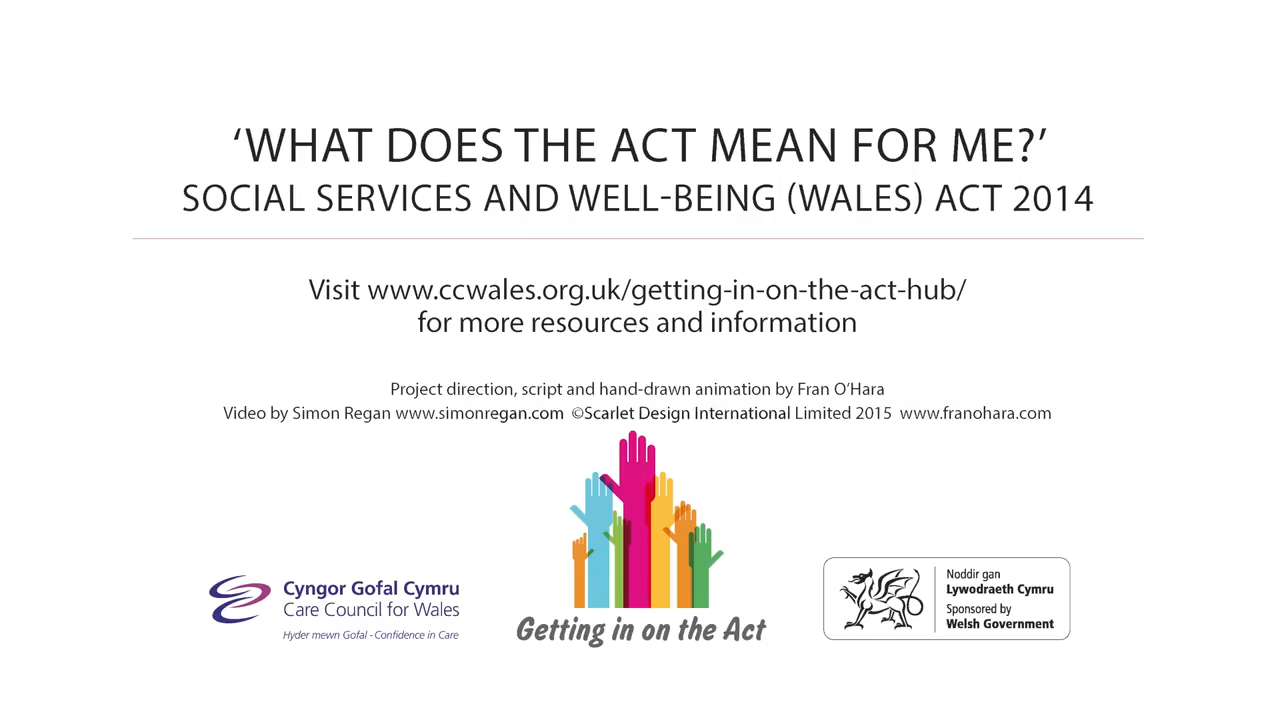 ‘WHAT DOES THE ACT MEAN FOR ME?’
SOCIAL SERVICES AND WELL-BEING (WALES) ACT 2014
Visit www.ccwales.org.uk/getting-in-on-the-act-hub/
for more resources and information
Project direction, script and hand-drawn animation by Fran O’Hara
Video by Simon Regan www.simonregan.com ©Scarlet Design International Limited 2015 www.franohara.com
Cyngor Gofal Cymru
Care Council for Wales
Hyder mewn Gofal - Confidence in Care
Getting in on the Act
Noddir gan
Lywodraeth Cymru
Sponsored by
Welsh Government